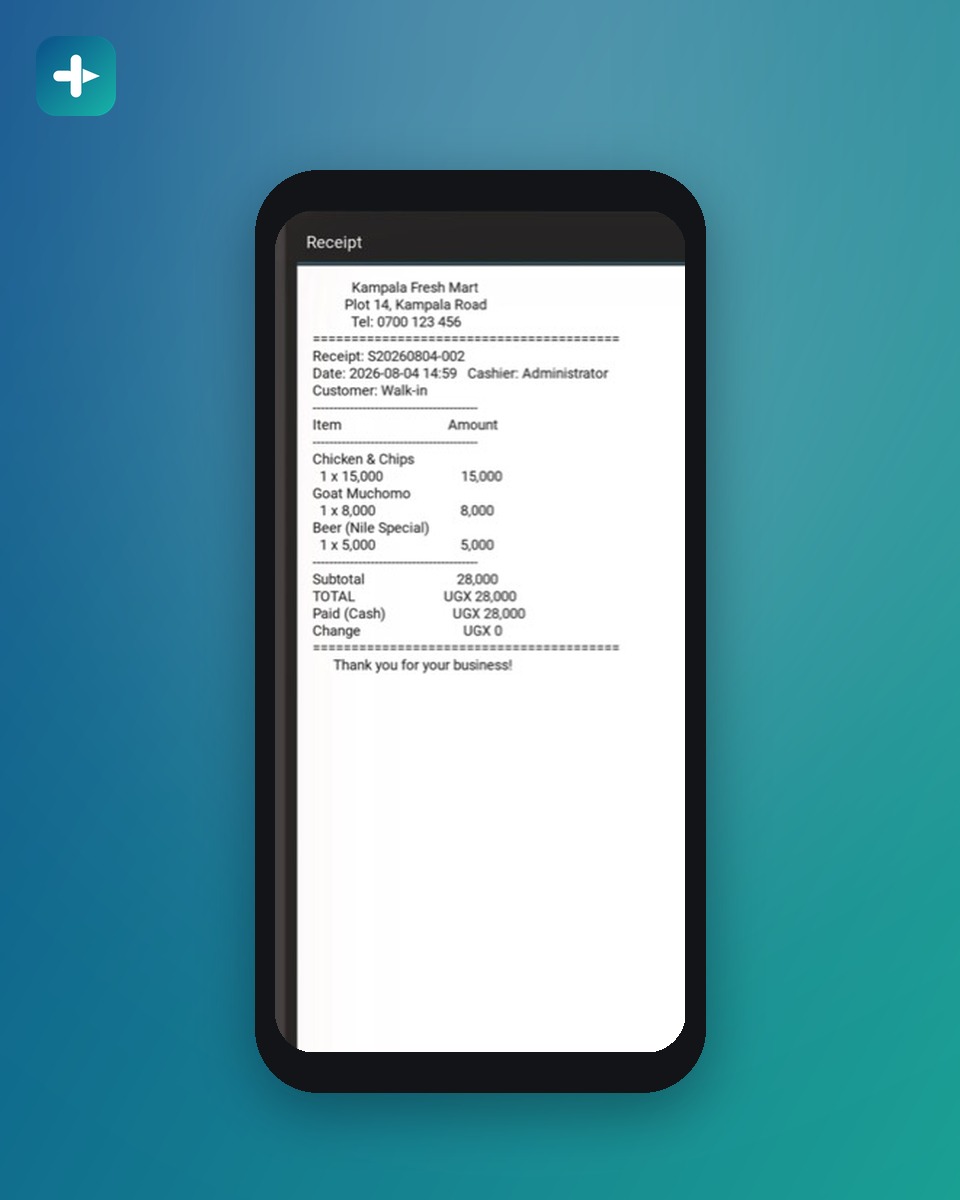 Receipt
Kampala Fresh Mart
Plot 14, Kampala Road
Tel: 0700 123 456
========================================
Receipt: S20260804-002
Date: 2026-08-04 14:59   Cashier: Administrator
Customer: Walk-in
----------------------------------------
Item Amount
----------------------------------------
Chicken & Chips
1 x 15,000 15,000
Goat Muchomo
1 x 8,000 8,000
Beer (Nile Special)
1 x 5,000 5,000
----------------------------------------
Subtotal 28,000
TOTAL UGX 28,000
Paid (Cash) UGX 28,000
Change UGX 0
========================================
Thank you for your business!